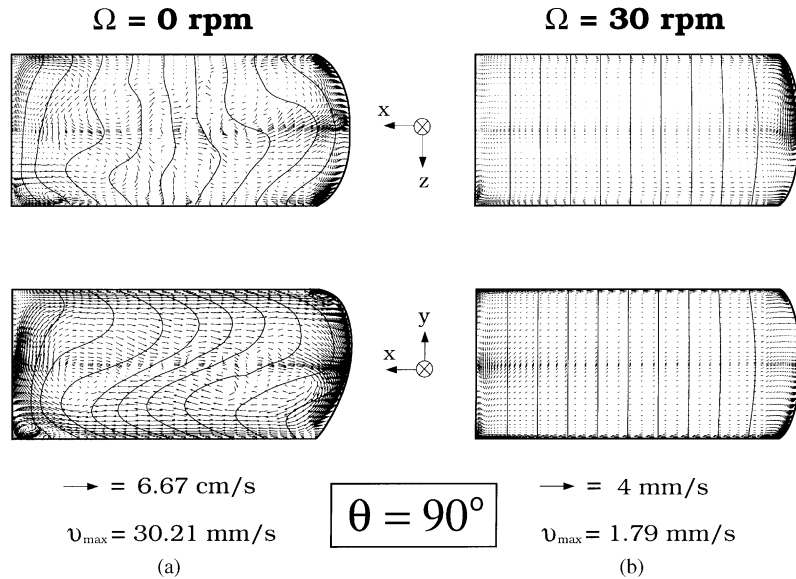 Ω = 0 rpm
Ω = 30 rpm
x
z
y
x
= 6.67 cm/s
= 4 mm/s
θ = 90°
υmax = 30.21 mm/s
υmax = 1.79 mm/s
(a)
(b)